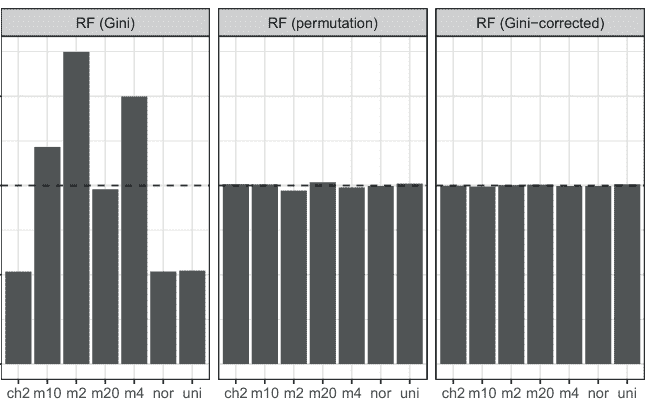 RF (Gini)
RF (permutation)
RF (Gini−corrected)
ch2 m10 m2 m20 m4 nor uni
ch2 m10 m2 m20 m4 nor uni
ch2 m10 m2 m20 m4 nor uni